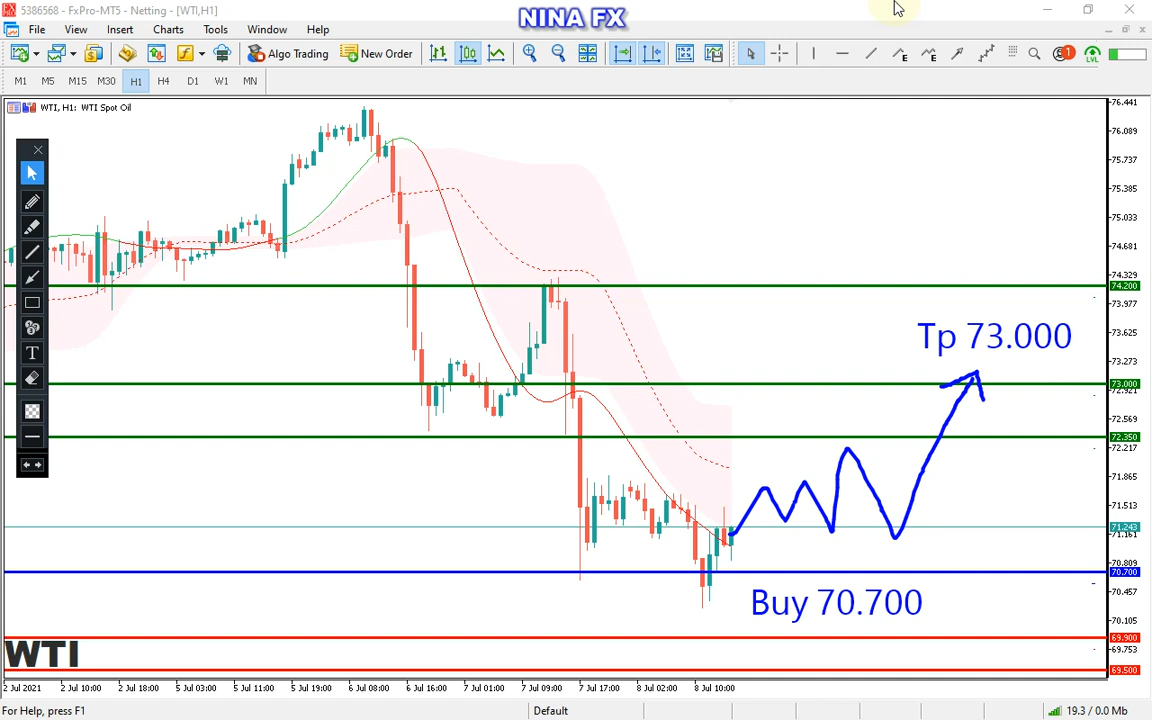 5386568 - FxPro-MT5 - Netting - [WTI,H1]
NINA FX
File View Insert Charts Tools Window Help
Algo Trading New Order
M1 M5 M15 M30 H1 H4 D1 W1 MN
WTI, H1: WTI Spot Oil
76.441
76.089
75.737
75.385
75.033
74.681
74.329
74.200
73.977
73.625
Tp 73.000
73.273
73.000
72.921
72.569
72.350
72.217
71.865
71.513
71.243
71.161
70.809
70.700
70.457
Buy 70.700
70.105
69.900
69.753
69.500
WTI
2 Jul 2021 2 Jul 10:00 2 Jul 18:00 5 Jul 03:00 5 Jul 11:00 5 Jul 19:00 6 Jul 08:00 6 Jul 16:00 7 Jul 01:00 7 Jul 09:00 7 Jul 17:00 8 Jul 02:00 8 Jul 10:00
For Help, press F1 Default 19.3 / 0.0 Mb